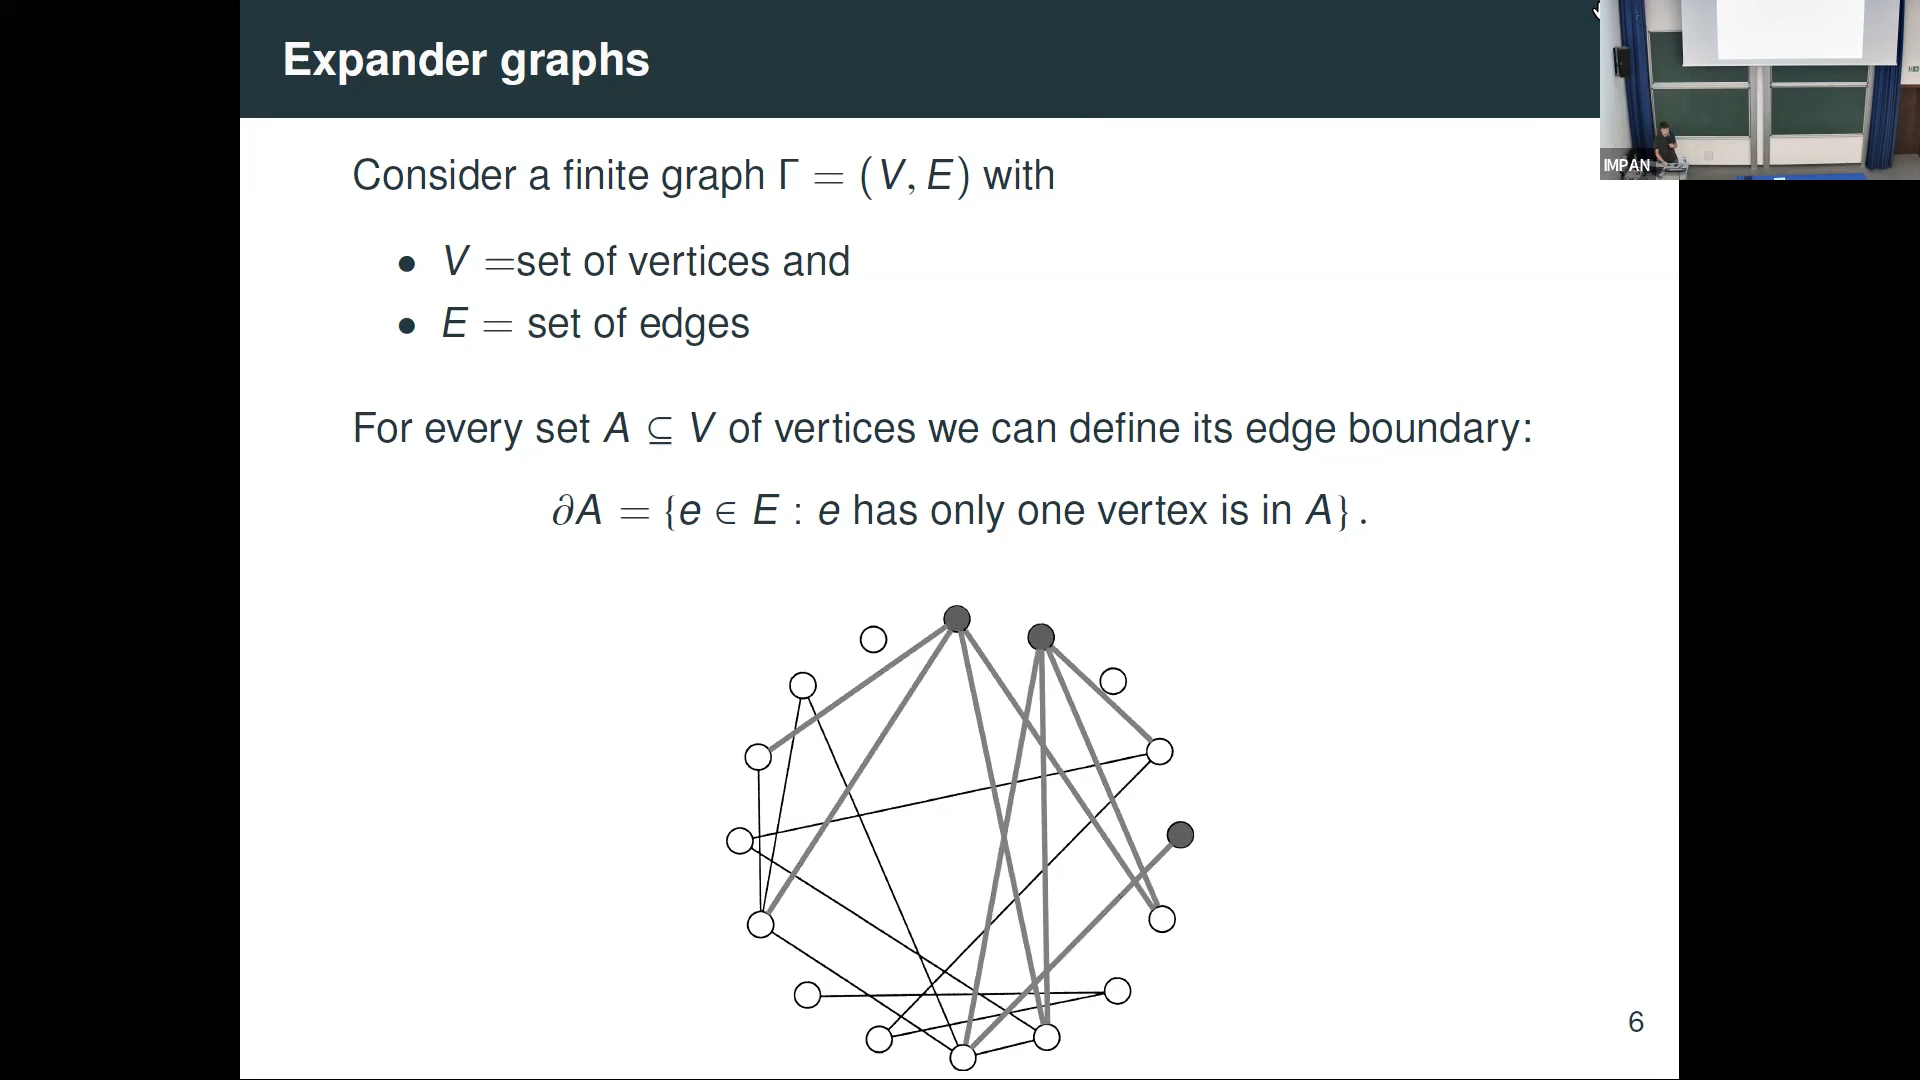 Expander graphs
IMPAN
Consider a finite graph Γ = (V, E) with
• V =set of vertices and
• E = set of edges
For every set A ⊆ V of vertices we can define its edge boundary:
∂A = {e ∈ E : e has only one vertex is in A} .
6